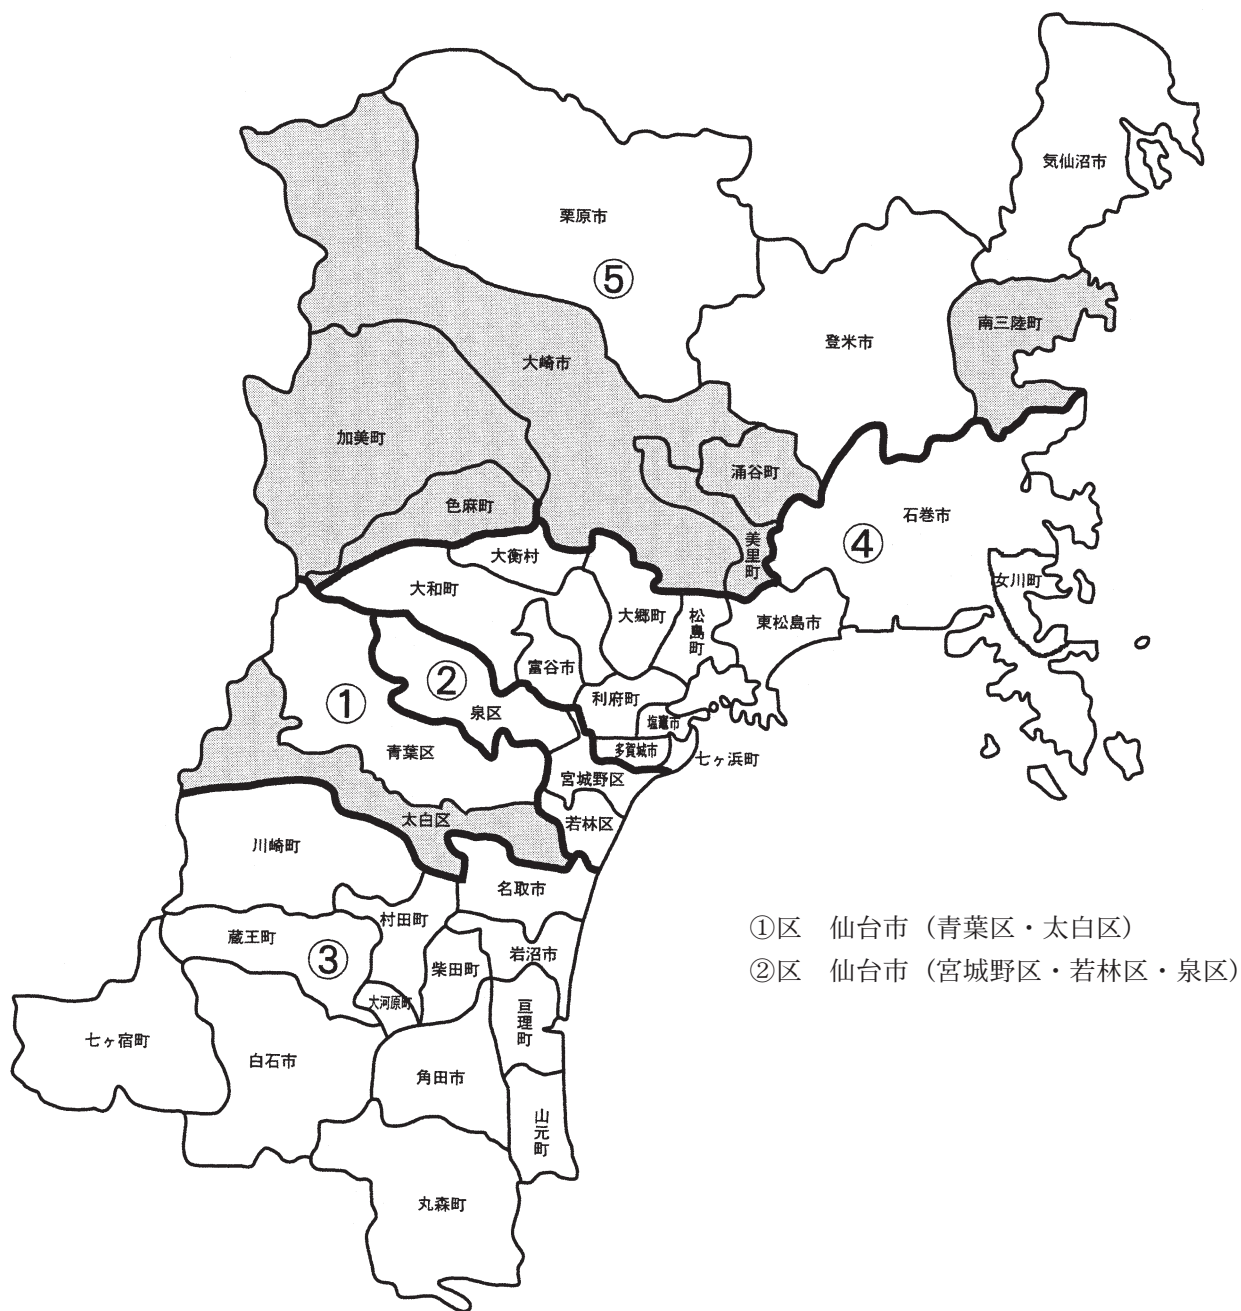 気仙沼市
栗原市
⑤
登米市
南三陸町
大崎市
加美町
涌谷町
色麻町
石巻市
④
美里町
大衡村
女川町
大和町
大郷町
松島町
東松島市
富谷市
②
利府町
①
泉区
塩竈市
多賀城市
七ヶ浜町
青葉区
宮城野区
太白区
若林区
川崎町
名取市
村田町
蔵王町
③
岩沼市
柴田町
大河原町
亘理町
七ヶ宿町
白石市
角田市
山元町
丸森町
①区　仙台市（青葉区・太白区）
②区　仙台市（宮城野区・若林区・泉区）